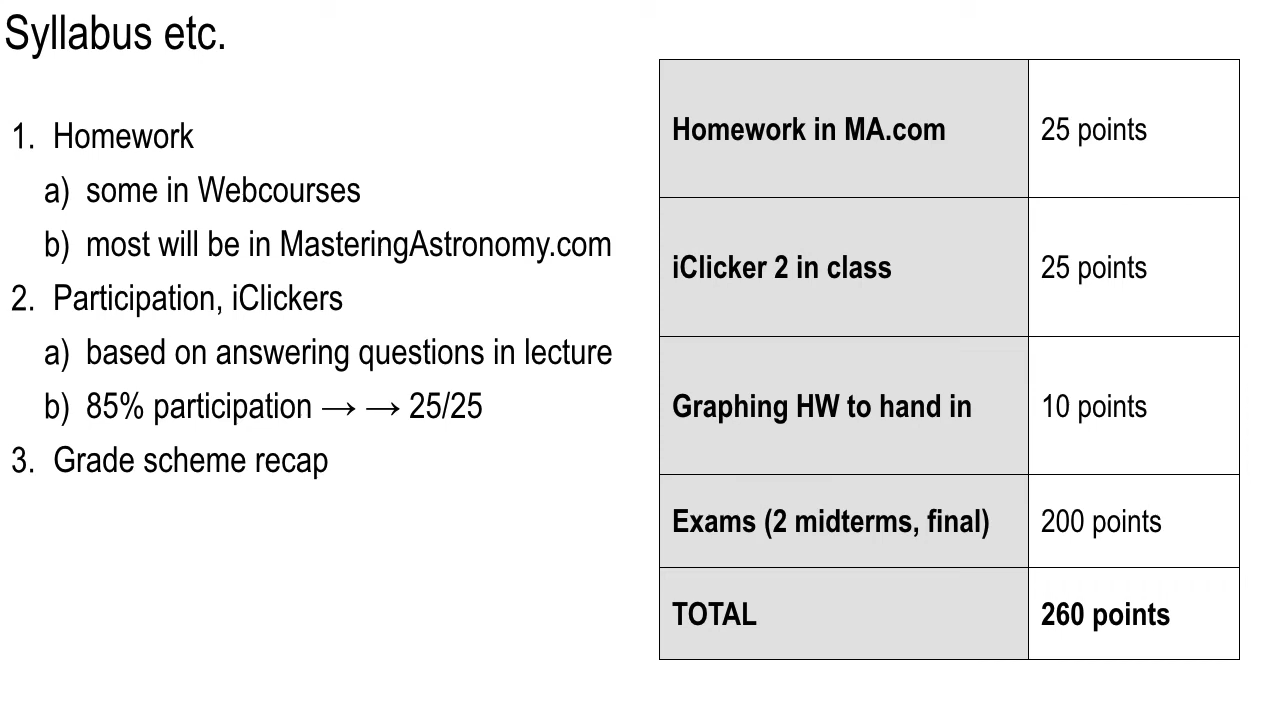 Syllabus etc.
1. Homework
a) some in Webcourses
b) most will be in MasteringAstronomy.com
2. Participation, iClickers
a) based on answering questions in lecture
b) 85% participation → → 25/25
3. Grade scheme recap
Homework in MA.com 25 points
iClicker 2 in class 25 points
Graphing HW to hand in 10 points
Exams (2 midterms, final) 200 points
TOTAL 260 points